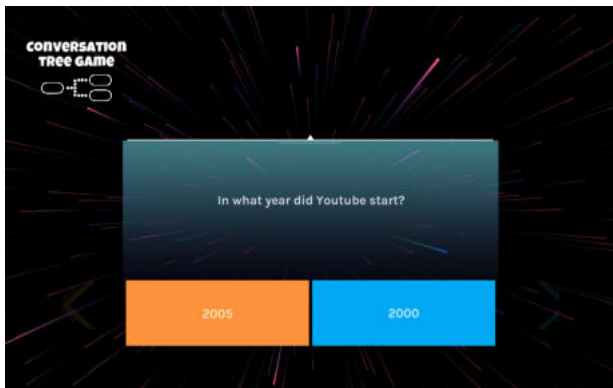 CONVERSATION
TREE GAME
In what year did Youtube start?
2005
2000